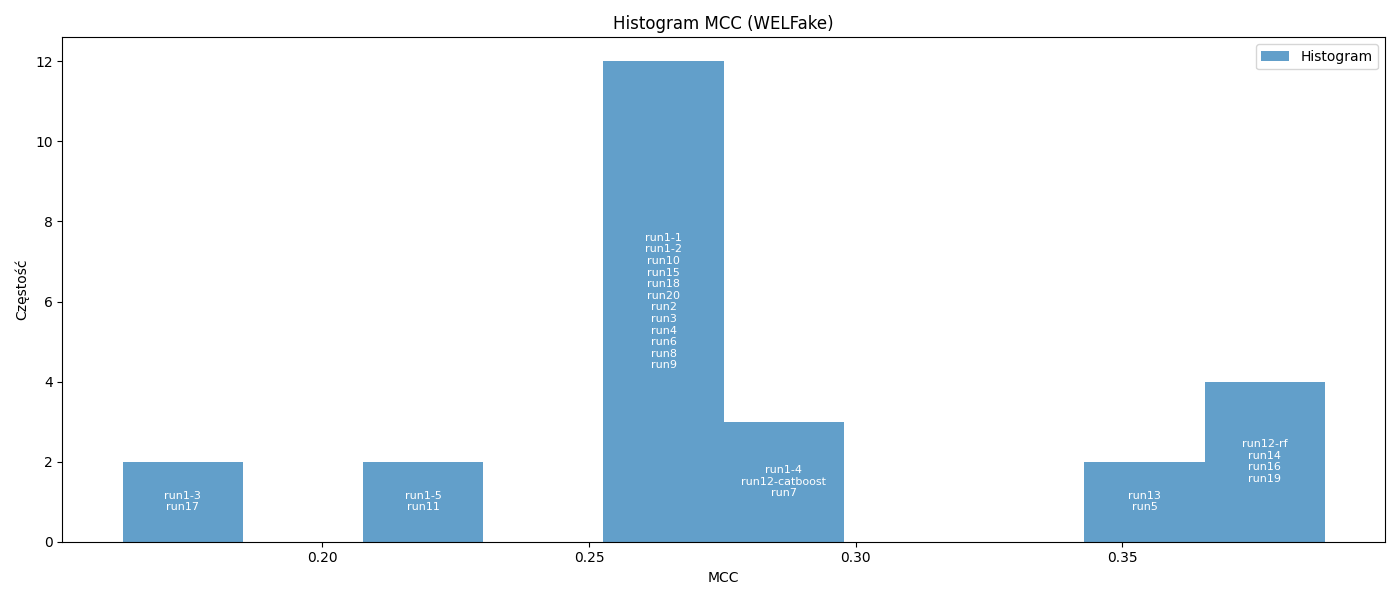 Histogram MCC (WELFake)
Histogram
Częstość
12
10
8
6
4
2
0
run1-3
run17
run1-5
run11
run1-1
run1-2
run10
run15
run18
run20
run2
run3
run4
run6
run8
run9
run1-4
run12-catboost
run7
run13
run5
run12-rf
run14
run16
run19
0.20
0.25
0.30
0.35
MCC